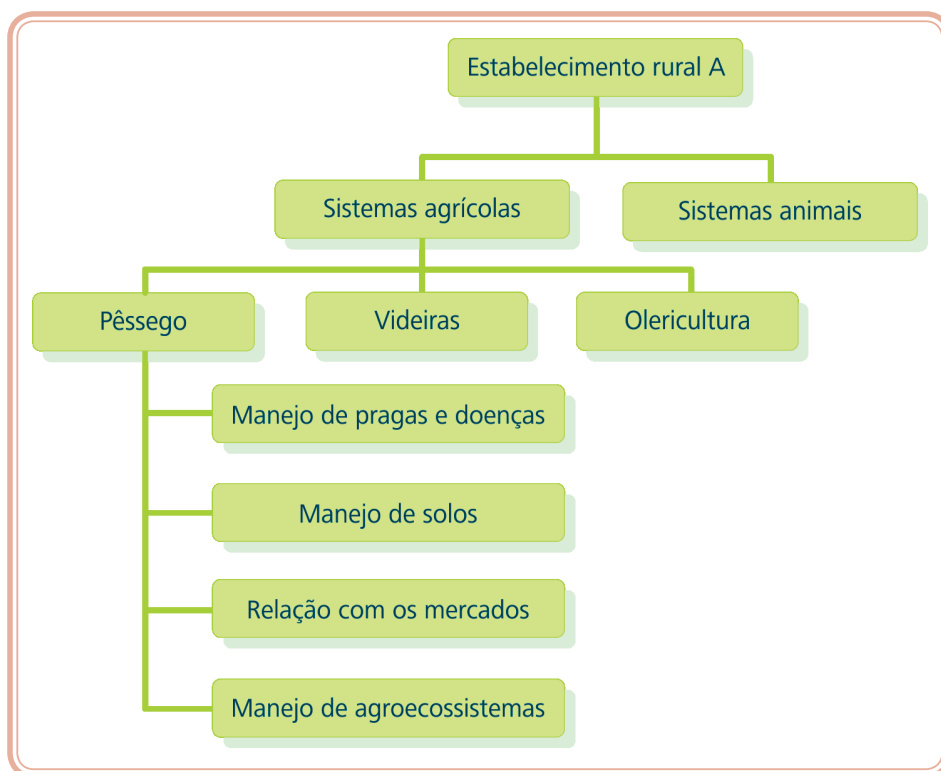 Estabelecimento rural A
Sistemas agrícolas
Sistemas animais
Pêssego
Videiras
Olericultura
Manejo de pragas e doenças
Manejo de solos
Relação com os mercados
Manejo de agroecossistemas